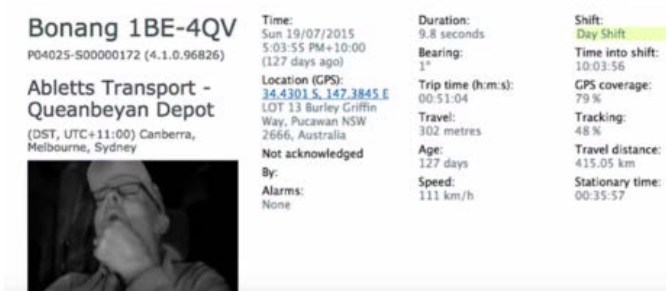 Bonang 1BE-4QV
P04025-S00000172 (4.1.0.96826)
Abletts Transport -
Queanbeyan Depot
(DST, UTC+11:00) Canberra,
Melbourne, Sydney
Time:
Sun 19/07/2015
5:03:55 PM+10:00
(127 days ago)
Location (GPS):
34.4301 S, 147.3845 E
LOT 13 Burley Griffin
Way, Pucawan NSW
2666, Australia
Not acknowledged
By:
Alarms:
None
Duration:
9.8 seconds
Bearing:
1°
Trip time (h:m:s):
00:51:04
Travel:
302 metres
Age:
127 days
Speed:
111 km/h
Shift:
Day Shift
Time into shift:
10:03:56
GPS coverage:
79 %
Tracking:
48 %
Travel distance:
415.05 km
Stationary time:
00:35:57